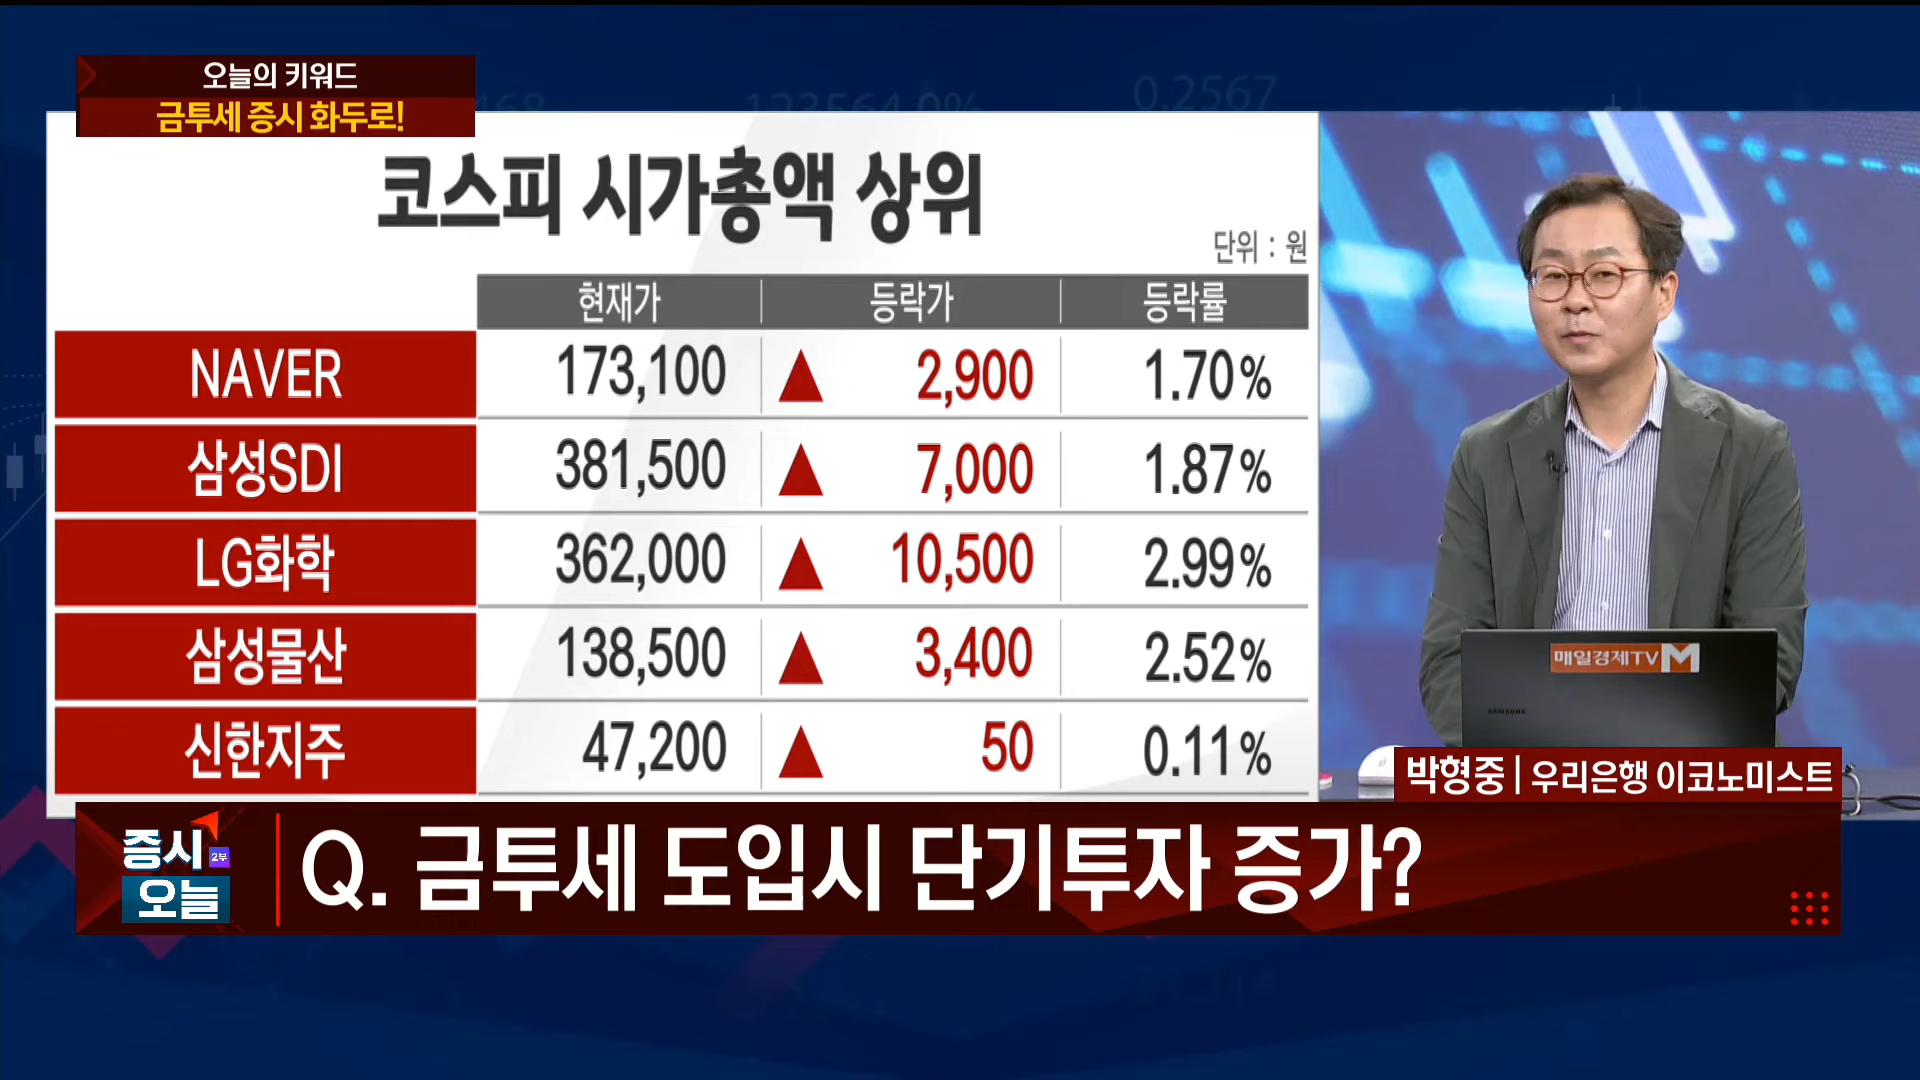 오늘의 키워드
금투세 증시 화두로!
0.2567
코스피 시가총액 상위
단위 : 원
현재가 등락가 등락률
NAVER 173,100 ▲ 2,900 1.70%
삼성SDI 381,500 ▲ 7,000 1.87%
LG화학 362,000 ▲ 10,500 2.99%
삼성물산 138,500 ▲ 3,400 2.52%
신한지주 47,200 ▲ 50 0.11%
매일경제TV M
SAMSUNG
박형중 | 우리은행 이코노미스트
증시 2부
오늘
Q. 금투세 도입시 단기투자 증가?